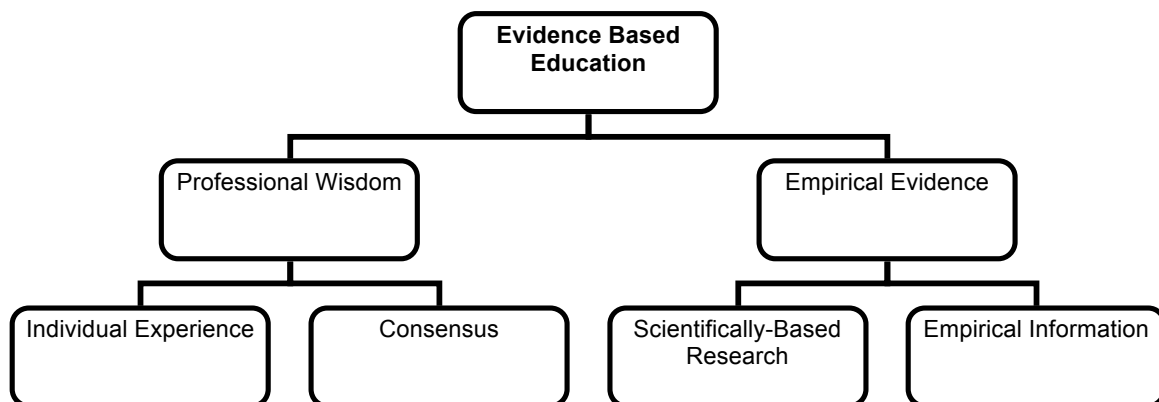 Evidence Based
Education
Professional Wisdom
Empirical Evidence
Individual Experience
Consensus
Scientifically-Based
Research
Empirical Information